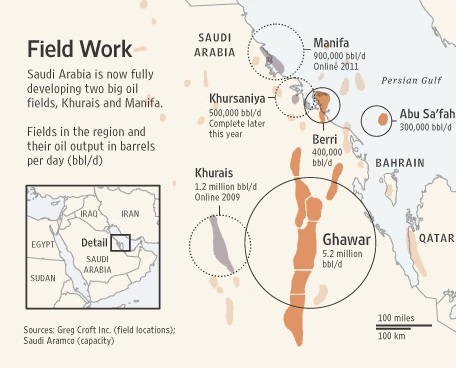 Field Work
Saudi Arabia is now fully
developing two big oil
fields, Khurais and Manifa.
Fields in the region and
their oil output in barrels
per day (bbl/d)
SAUDI
ARABIA
Manifa
900,000 bbl/d
Online 2011
Persian Gulf
Khursaniya
500,000 bbl/d
Complete later
this year
Abu Sa'fah
300,000 bbl/d
Berri
400,000
bbl/d
BAHRAIN
Khurais
1.2 million bbl/d
Online 2009
Ghawar
5.2 million
bbl/d
QATAR
IRAQ
IRAN
EGYPT
Detail
SAUDI
ARABIA
SUDAN
Sources: Greg Croft Inc. (field locations);
Saudi Aramco (capacity)
100 miles
100 km